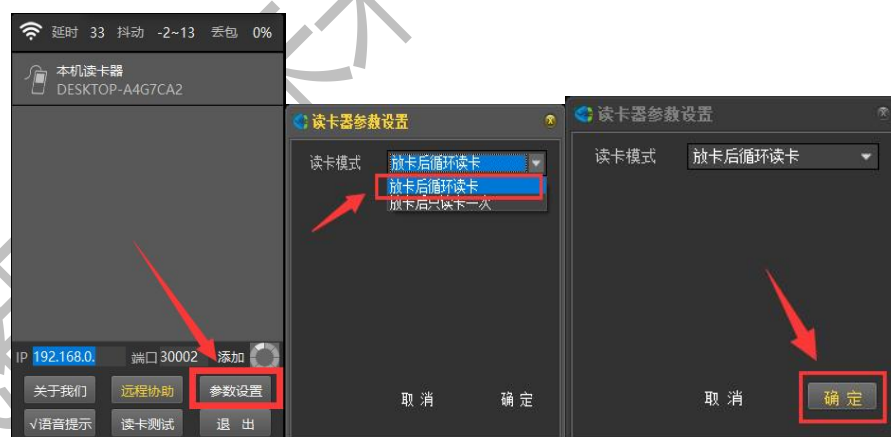 延时 33 抖动 -2~13 丢包 0%
本机读卡器
DESKTOP-A4G7CA2
IP 192.168.0. 端口 30002 添加
关于我们 远程协助 参数设置
√语音提示 读卡测试 退 出
读卡器参数设置
读卡模式 放卡后循环读卡
放卡后循环读卡
放卡后只读卡一次
取 消 确 定
读卡器参数设置
读卡模式 放卡后循环读卡
取 消 确 定